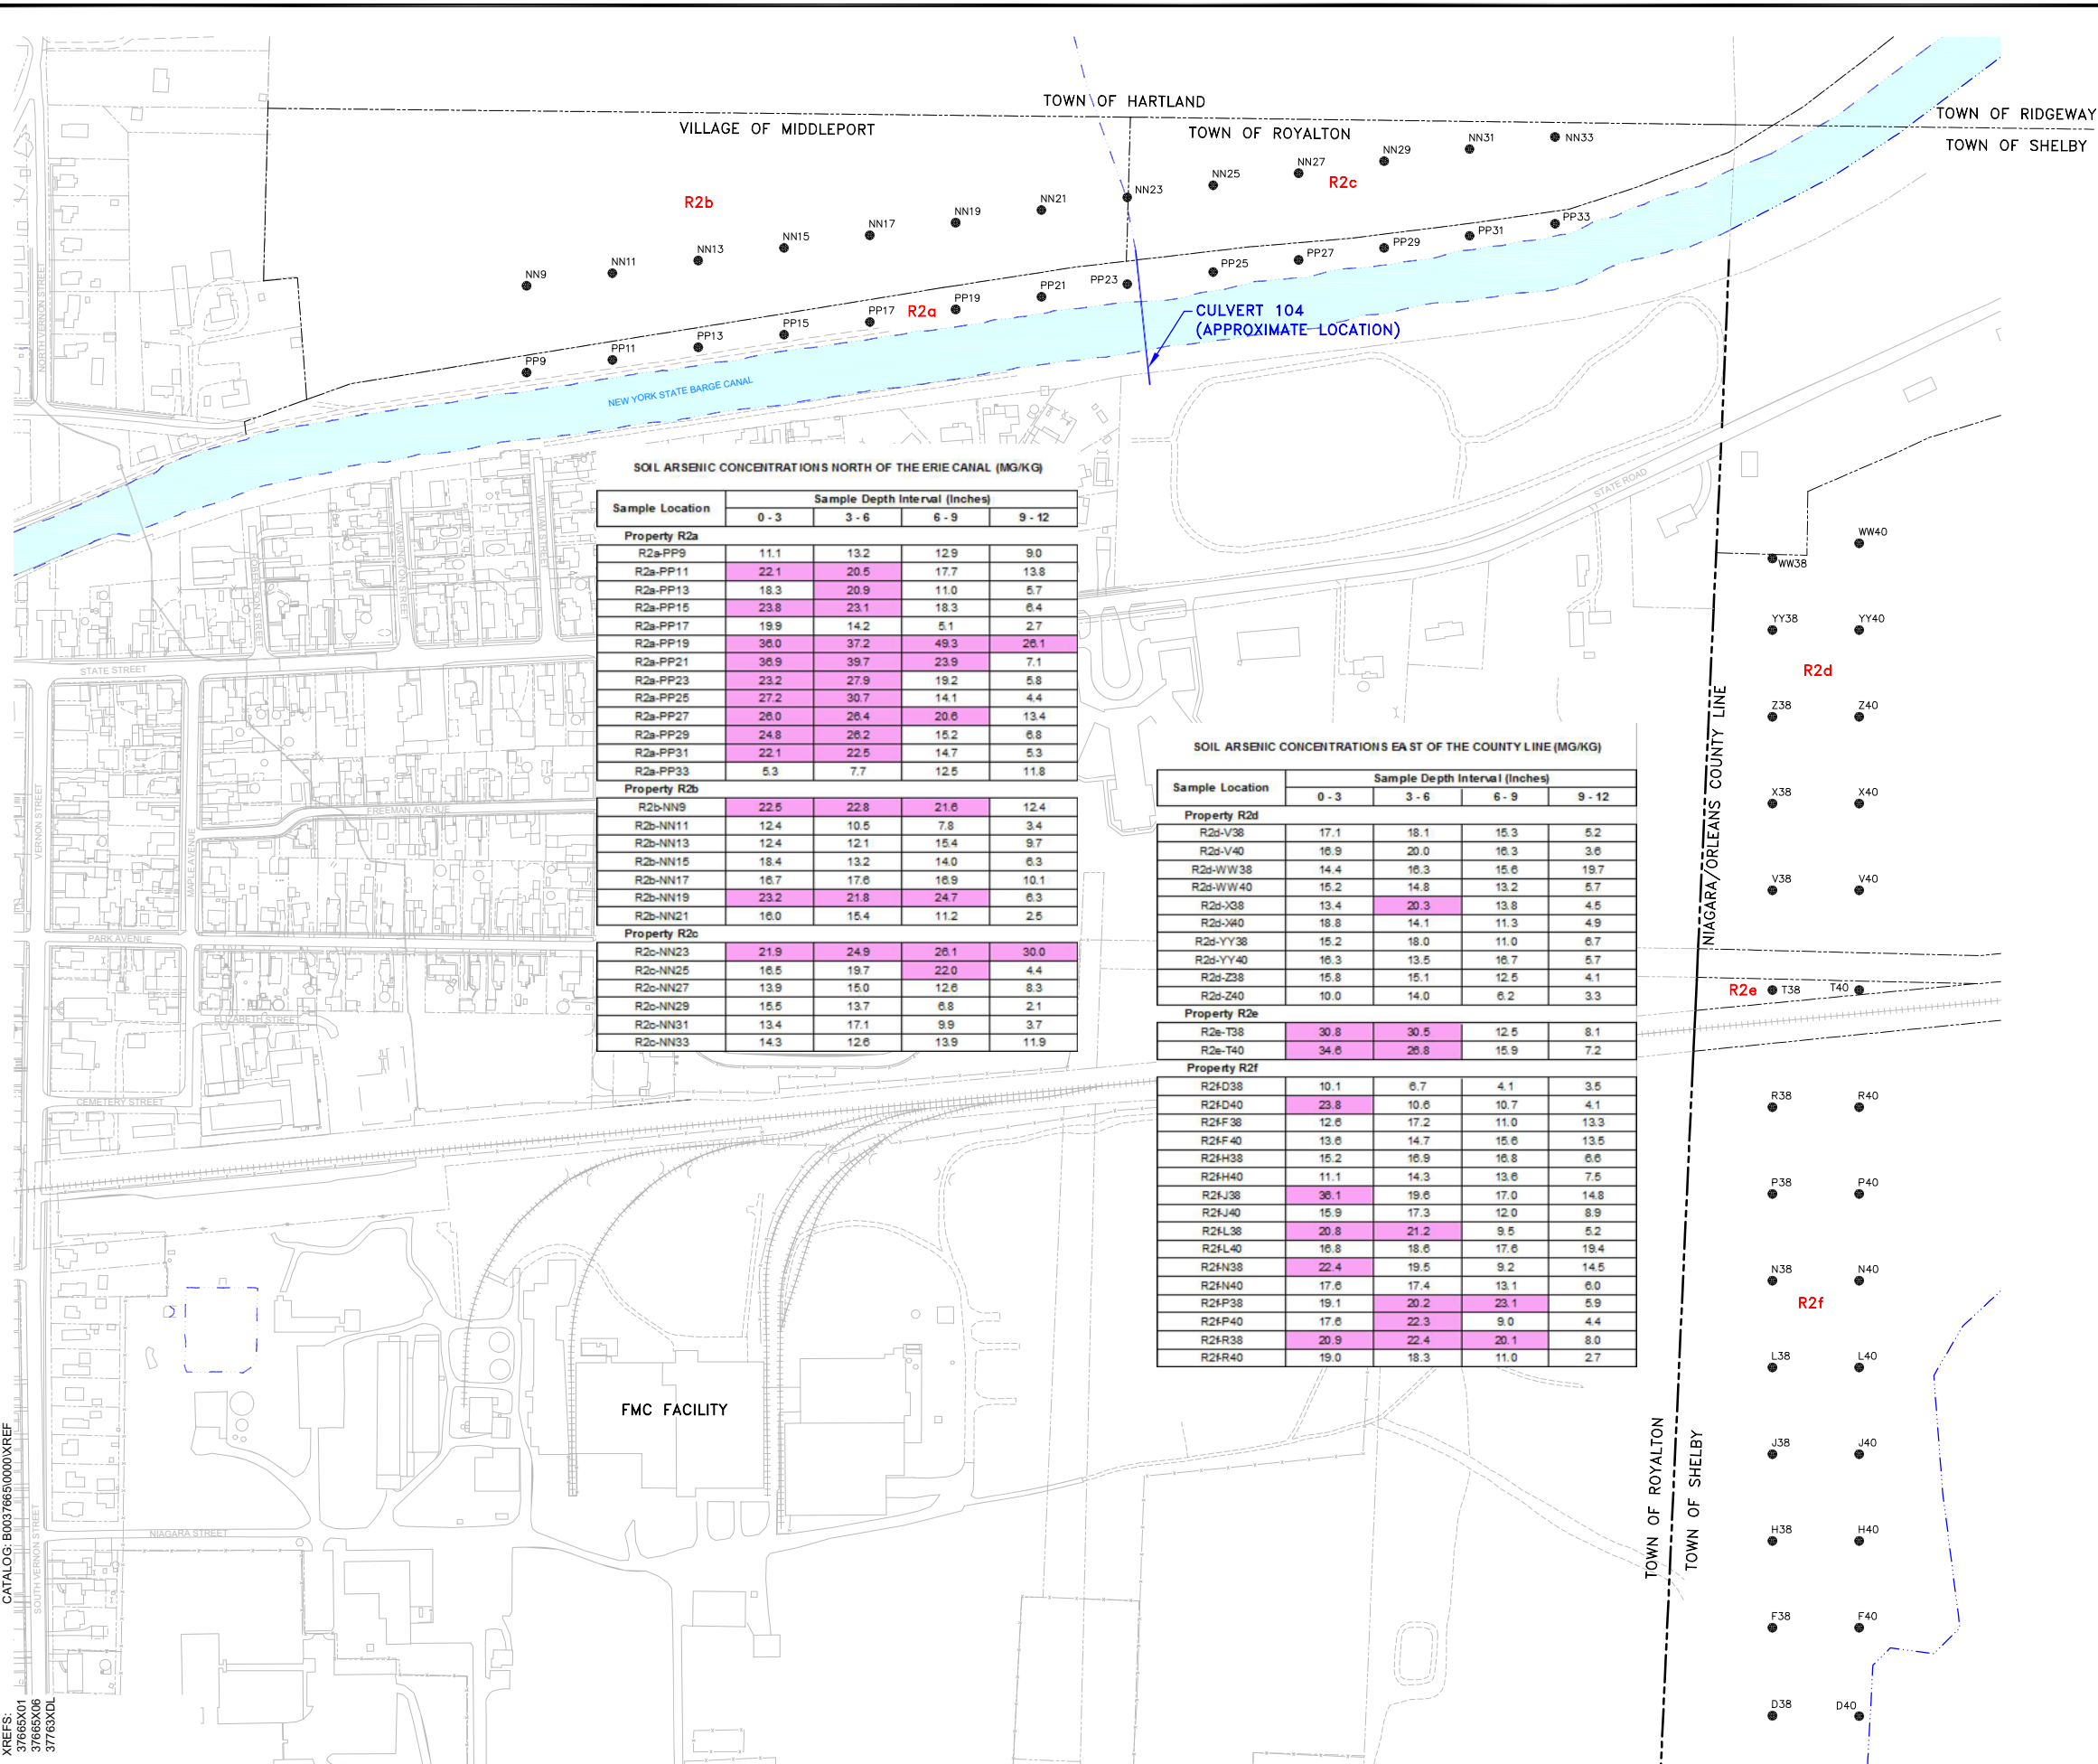 TOWN OF HARTLAND
VILLAGE OF MIDDLEPORT
TOWN OF ROYALTON
TOWN OF RIDGEWAY
TOWN OF SHELBY
NN33
NN31
NN29
NN27
R2c
NN25
NN23
R2b
NN21
NN19
NN17
NN15
NN13
NN11
NN9
PP33
PP31
PP29
PP27
PP25
PP23
PP21
PP19
R2a
PP17
PP15
PP13
PP11
PP9
CULVERT 104
(APPROXIMATE LOCATION)
NEW YORK STATE BARGE CANAL
NORTH VERNON STREET
STATE ROAD
ROBERTSON STREET
WASHINGTON STREET
WILLIAM STREET
STATE STREET
VERNON STREET
MAPLE AVENUE
FREEMAN AVENUE
PARK AVENUE
ELIZABETH STREET
CEMETERY STREET
NIAGARA STREET
SOUTH VERNON STREET
FMC FACILITY
SOIL ARSENIC CONCENTRATIONS NORTH OF THE ERIE CANAL (MG/KG)
Sample Location Sample Depth Interval (Inches)
0 - 3 3 - 6 6 - 9 9 - 12
Property R2a
R2a-PP9 11.1 13.2 12.9 9.0
R2a-PP11 22.1 20.5 17.7 13.8
R2a-PP13 18.3 20.9 11.0 5.7
R2a-PP15 23.8 23.1 18.3 6.4
R2a-PP17 19.9 14.2 5.1 2.7
R2a-PP19 36.0 37.2 49.3 26.1
R2a-PP21 36.9 39.7 23.9 7.1
R2a-PP23 23.2 27.9 19.2 5.8
R2a-PP25 27.2 30.7 14.1 4.4
R2a-PP27 26.0 26.4 20.6 13.4
R2a-PP29 24.8 26.2 15.2 6.8
R2a-PP31 22.1 22.5 14.7 5.3
R2a-PP33 5.3 7.7 12.5 11.8
Property R2b
R2b-NN9 22.5 22.8 21.6 12.4
R2b-NN11 12.4 10.5 7.8 3.4
R2b-NN13 12.4 12.1 15.4 9.7
R2b-NN15 18.4 13.2 14.0 6.3
R2b-NN17 16.7 17.6 16.9 10.1
R2b-NN19 23.2 21.8 24.7 6.3
R2b-NN21 16.0 15.4 11.2 2.5
Property R2c
R2c-NN23 21.9 24.9 26.1 30.0
R2c-NN25 16.5 19.7 22.0 4.4
R2c-NN27 13.9 15.0 12.6 8.3
R2c-NN29 15.5 13.7 6.8 2.1
R2c-NN31 13.4 17.1 9.9 3.7
R2c-NN33 14.3 12.6 13.9 11.9
SOIL ARSENIC CONCENTRATIONS EAST OF THE COUNTY LINE (MG/KG)
Sample Location Sample Depth Interval (Inches)
0 - 3 3 - 6 6 - 9 9 - 12
Property R2d
R2d-V38 17.1 18.1 15.3 5.2
R2d-V40 16.9 20.0 16.3 3.6
R2d-WW38 14.4 16.3 15.6 19.7
R2d-WW40 15.2 14.8 13.2 5.7
R2d-X38 13.4 20.3 13.8 4.5
R2d-X40 18.8 14.1 11.3 4.9
R2d-YY38 15.2 18.0 11.0 6.7
R2d-YY40 16.3 13.5 16.7 5.7
R2d-Z38 15.8 15.1 12.5 4.1
R2d-Z40 10.0 14.0 6.2 3.3
Property R2e
R2e-T38 30.8 30.5 12.5 8.1
R2e-T40 34.6 26.8 15.9 7.2
Property R2f
R2f-D38 10.1 6.7 4.1 3.5
R2f-D40 23.8 10.6 10.7 4.1
R2f-F38 12.6 17.2 11.0 13.3
R2f-F40 13.6 14.7 15.6 13.5
R2f-H38 15.2 16.9 16.8 6.6
R2f-H40 11.1 14.3 13.6 7.5
R2f-J38 36.1 19.6 17.0 14.8
R2f-J40 15.9 17.3 12.0 8.9
R2f-L38 20.8 21.2 9.5 5.2
R2f-L40 16.8 18.6 17.6 19.4
R2f-N38 22.4 19.5 9.2 14.5
R2f-N40 17.6 17.4 13.1 6.0
R2f-P38 19.1 20.2 23.1 5.9
R2f-P40 17.6 22.3 9.0 4.4
R2f-R38 20.9 22.4 20.1 8.0
R2f-R40 19.0 18.3 11.0 2.7
NIAGARA/ORLEANS COUNTY LINE
WW40
WW38
YY38
YY40
R2d
Z38
Z40
X38
X40
V38
V40
R2e
T38
T40
R38
R40
P38
P40
N38
N40
R2f
L38
L40
J38
J40
H38
H40
F38
F40
D38
D40
TOWN OF ROYALTON
TOWN OF SHELBY
CATALOG: B0037665\0000\XREF
XREFS:
37665X01
37665X06
37763XDL